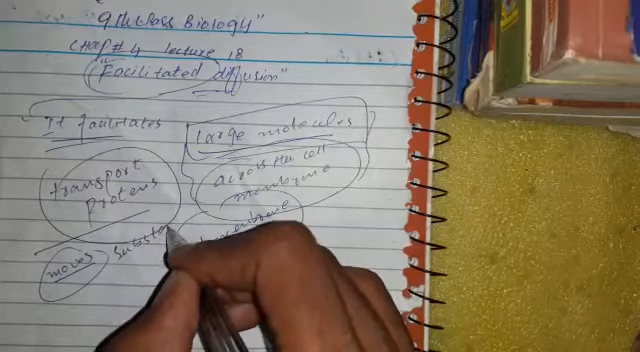 9th class Biology"
CHAP # 4 lecture 18
"Facilitated diffusion"
It facilitates large molecules
transport proteins across the cell membrane
moves